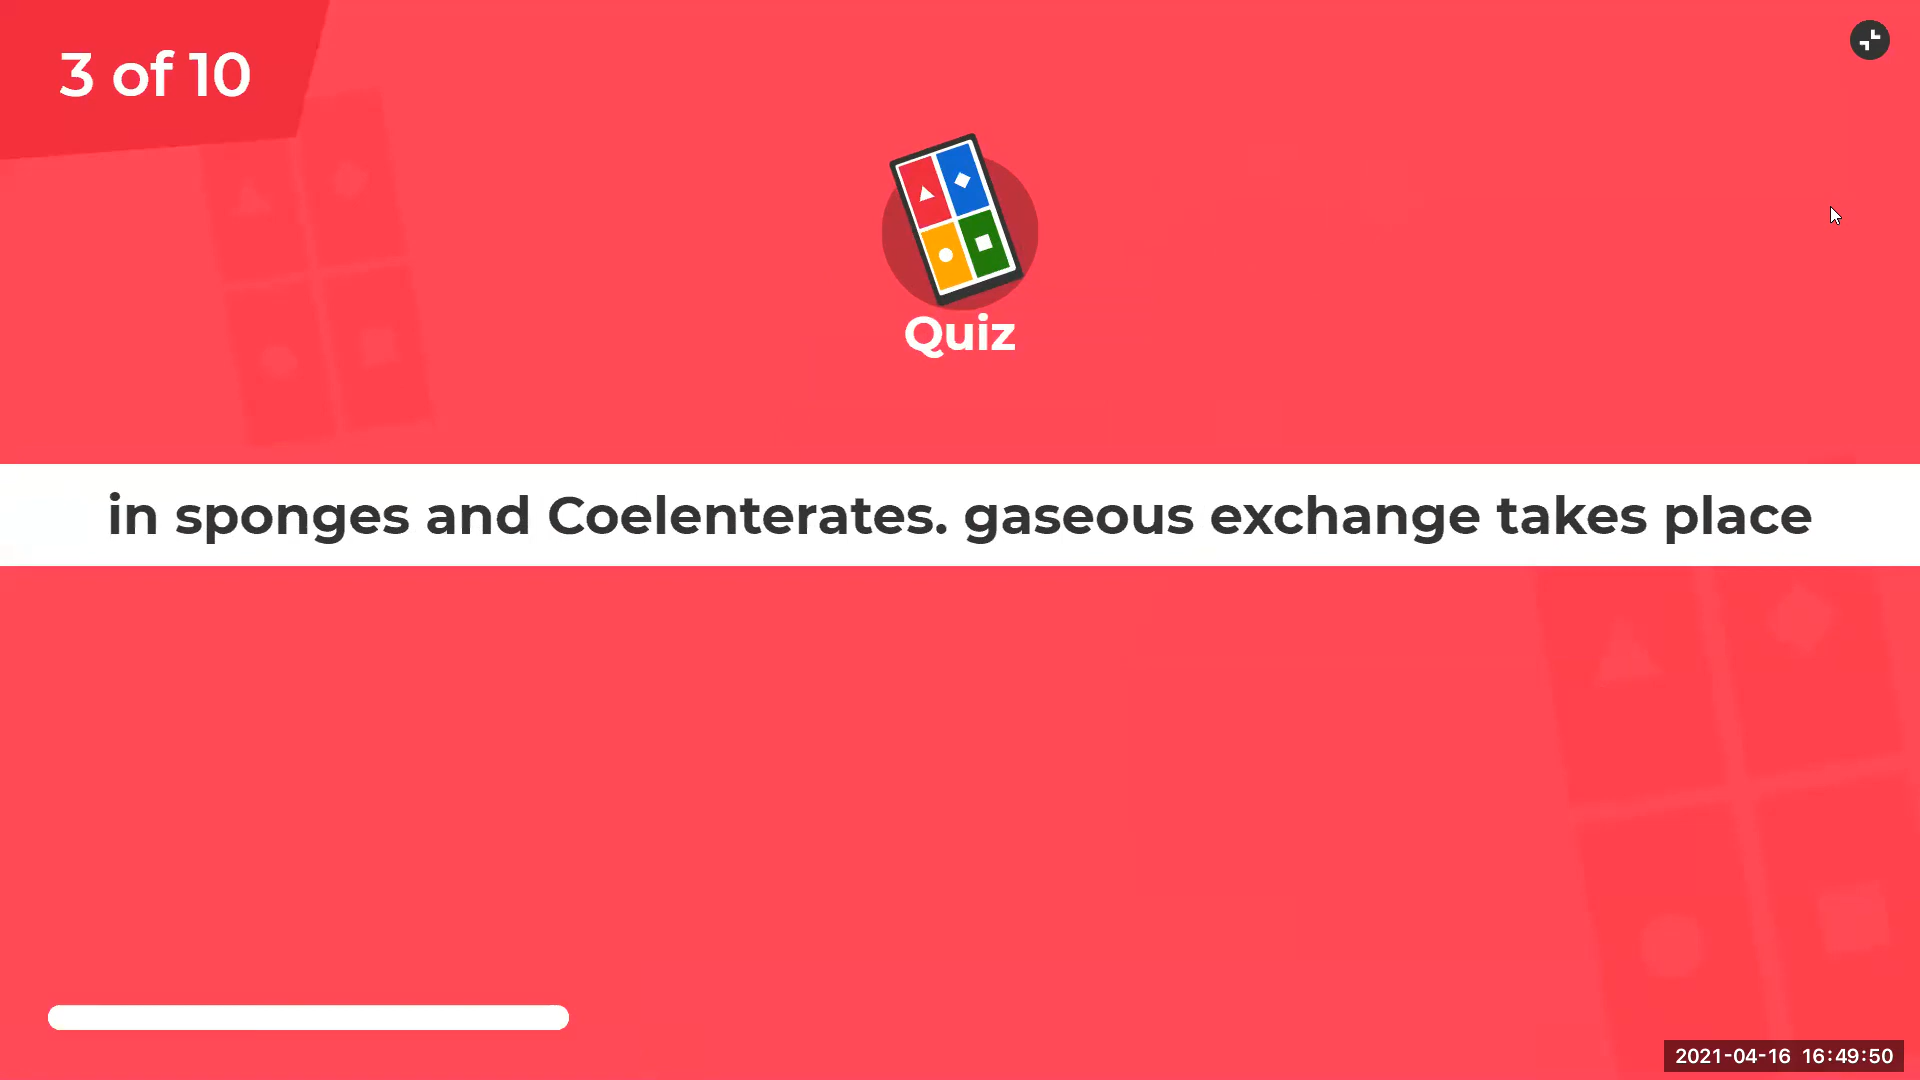 3 of 10
Quiz
in sponges and Coelenterates. gaseous exchange takes place
2021-04-16 16:49:50